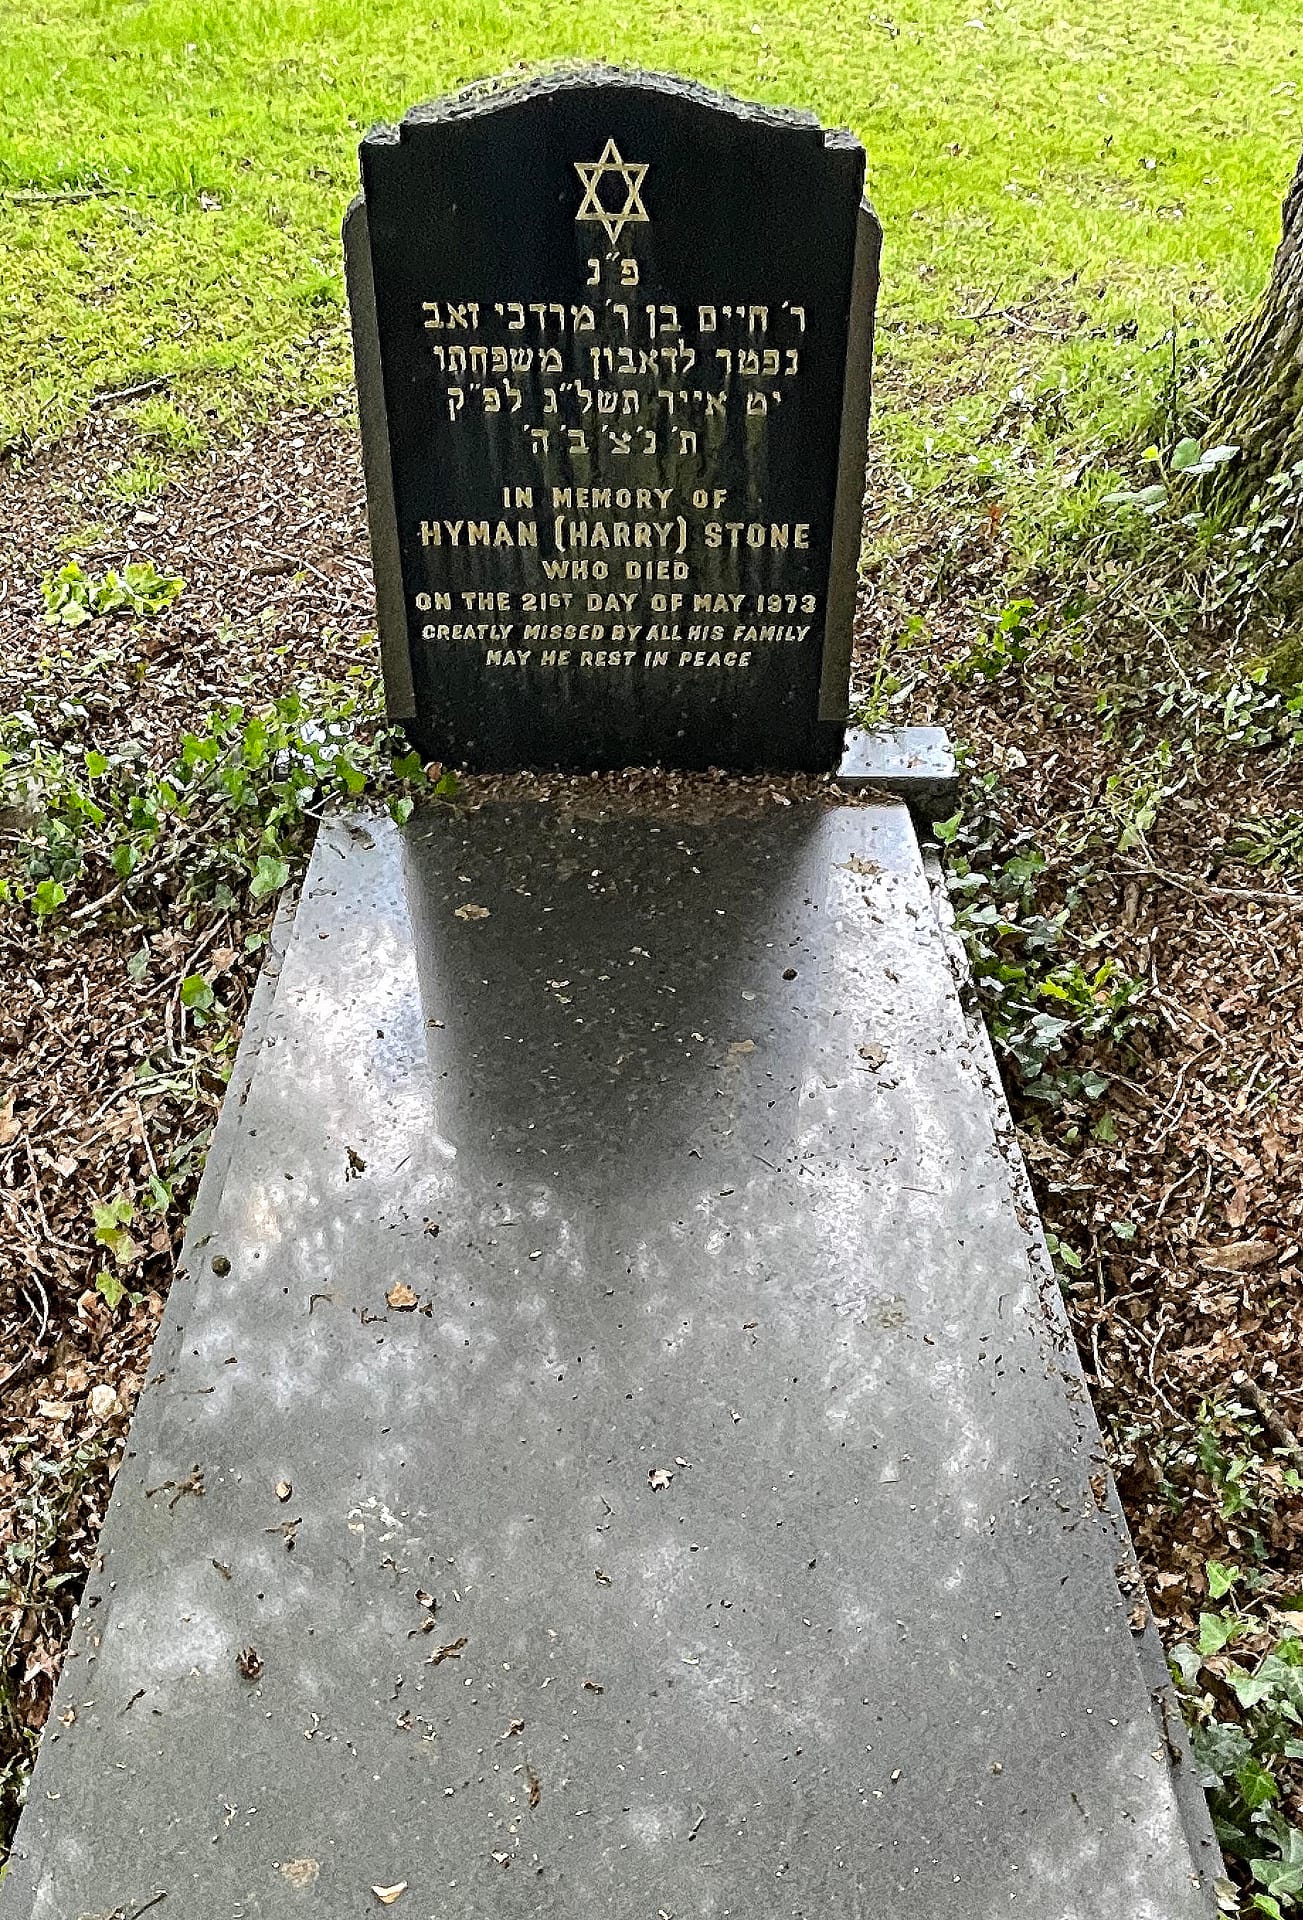 פ״נ
ר׳ חיים בן ר׳ מרדכי זאב
נפטר לדאבון משפחתו
יט אייר תשל״ג לפ״ק
ת׳ נ׳ צ׳ ב׳ ה׳
IN MEMORY OF
HYMAN (HARRY) STONE
WHO DIED
ON THE 21ST DAY OF MAY 1973
GREATLY MISSED BY ALL HIS FAMILY
MAY HE REST IN PEACE